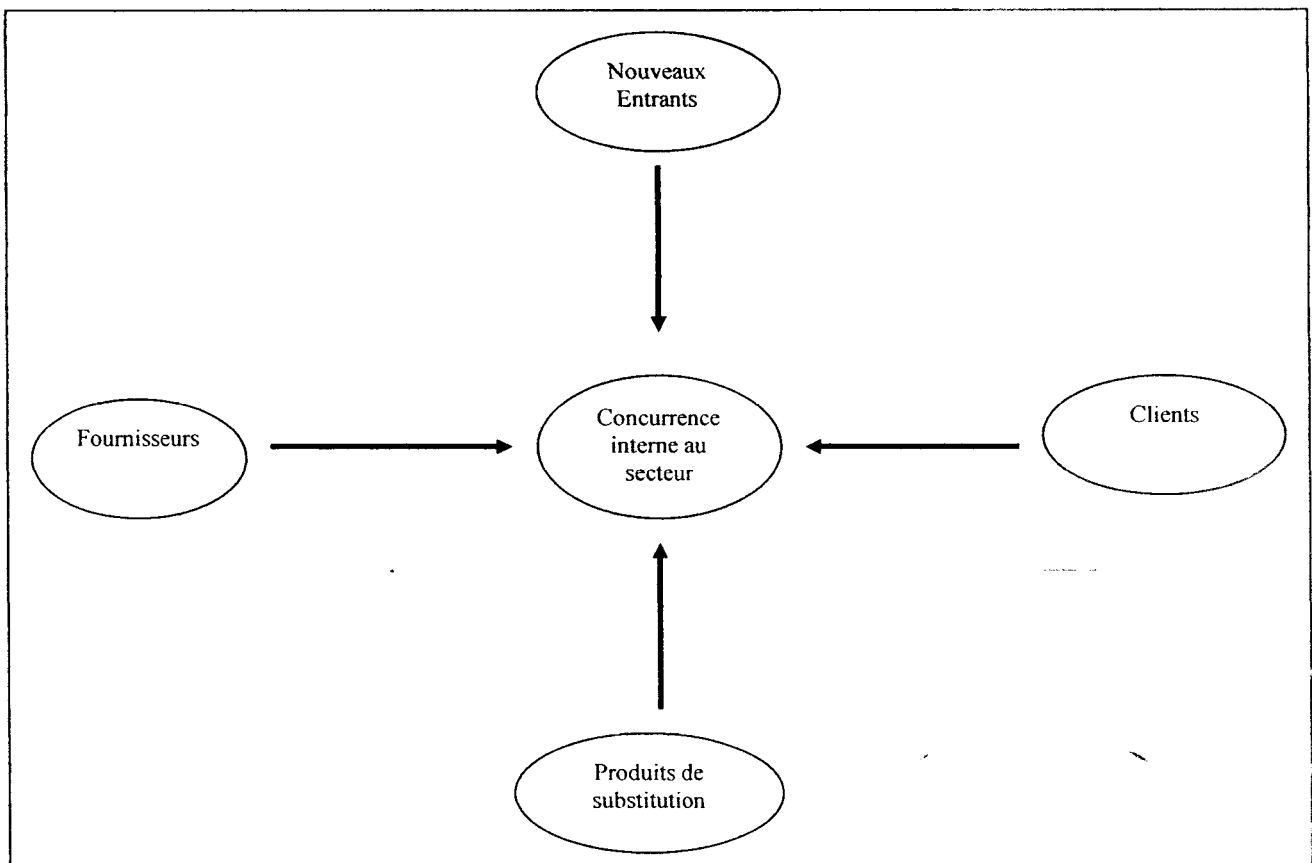 Nouveaux
Entrants
Fournisseurs
Concurrence
interne au
secteur
Clients
Produits de
substitution